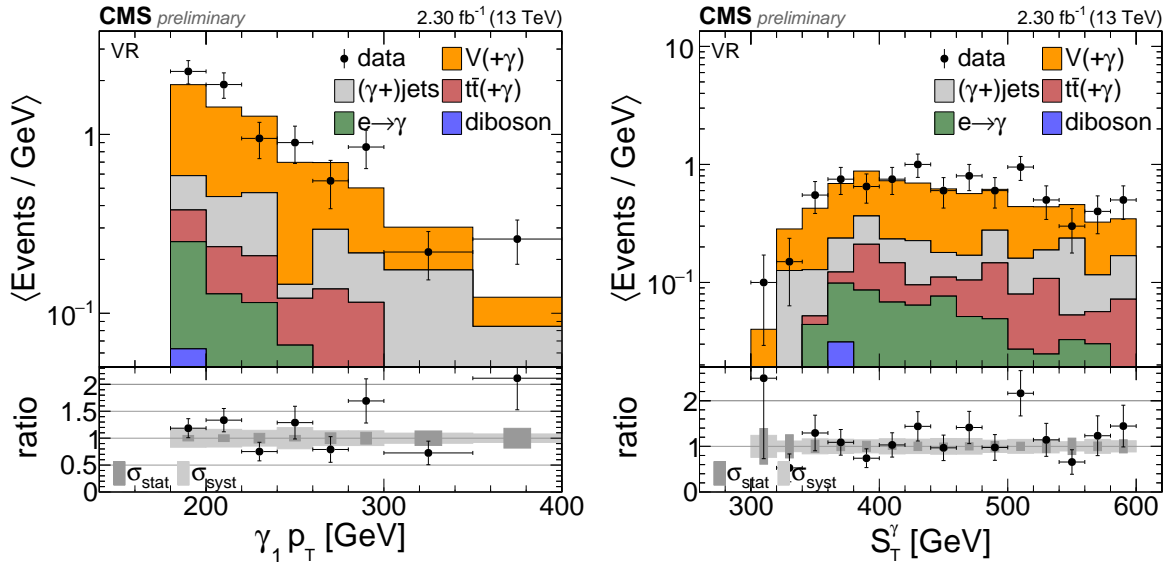 CMS preliminary 2.30 fb⁻¹ (13 TeV)
VR
data V(+γ)
(γ+)jets tt̄(+γ)
e→γ diboson
⟨Events / GeV⟩
1
10⁻¹
ratio
2
1.5
1
0.5
0
σstat σsyst
200 300 400
γ₁ p_T [GeV]
CMS preliminary 2.30 fb⁻¹ (13 TeV)
VR
data V(+γ)
(γ+)jets tt̄(+γ)
e→γ diboson
⟨Events / GeV⟩
10
1
10⁻¹
ratio
2
1
0
σstat σsyst
300 400 500 600
S_T^γ [GeV]